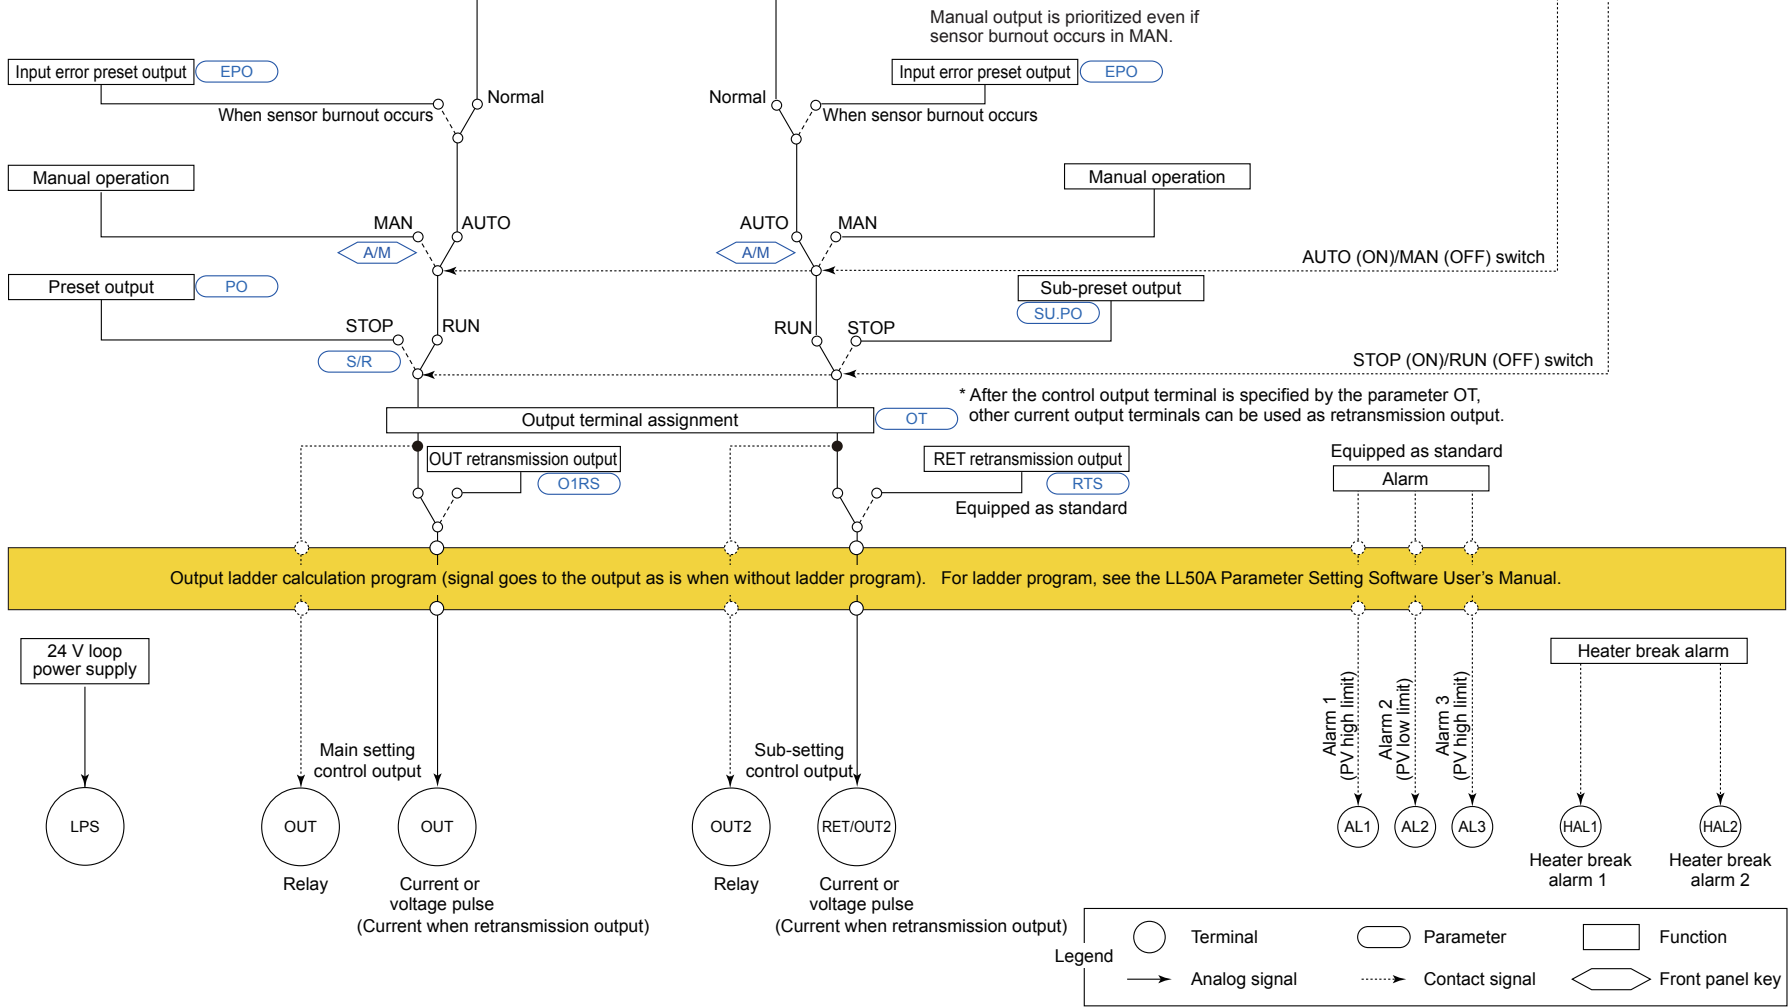 Manual output is prioritized even if
sensor burnout occurs in MAN.
Input error preset output
EPO
Input error preset output
EPO
Normal
Normal
When sensor burnout occurs
When sensor burnout occurs
Manual operation
Manual operation
MAN
AUTO
AUTO
MAN
A/M
A/M
AUTO (ON)/MAN (OFF) switch
Preset output
PO
Sub-preset output
SU.PO
STOP
RUN
RUN
STOP
S/R
STOP (ON)/RUN (OFF) switch
* After the control output terminal is specified by the parameter OT,
other current output terminals can be used as retransmission output.
Output terminal assignment
OT
OUT retransmission output
O1RS
RET retransmission output
RTS
Equipped as standard
Equipped as standard
Alarm
Output ladder calculation program (signal goes to the output as is when without ladder program). For ladder program, see the LL50A Parameter Setting Software User's Manual.
24 V loop
power supply
Heater break alarm
Alarm 1
(PV high limit)
Alarm 2
(PV low limit)
Alarm 3
(PV high limit)
Main setting
control output
Sub-setting
control output
LPS
OUT
OUT
OUT2
RET/OUT2
AL1
AL2
AL3
HAL1
HAL2
Heater break
alarm 1
Heater break
alarm 2
Relay
Current or
voltage pulse
(Current when retransmission output)
Relay
Current or
voltage pulse
(Current when retransmission output)
Legend
Terminal
Parameter
Function
Analog signal
Contact signal
Front panel key